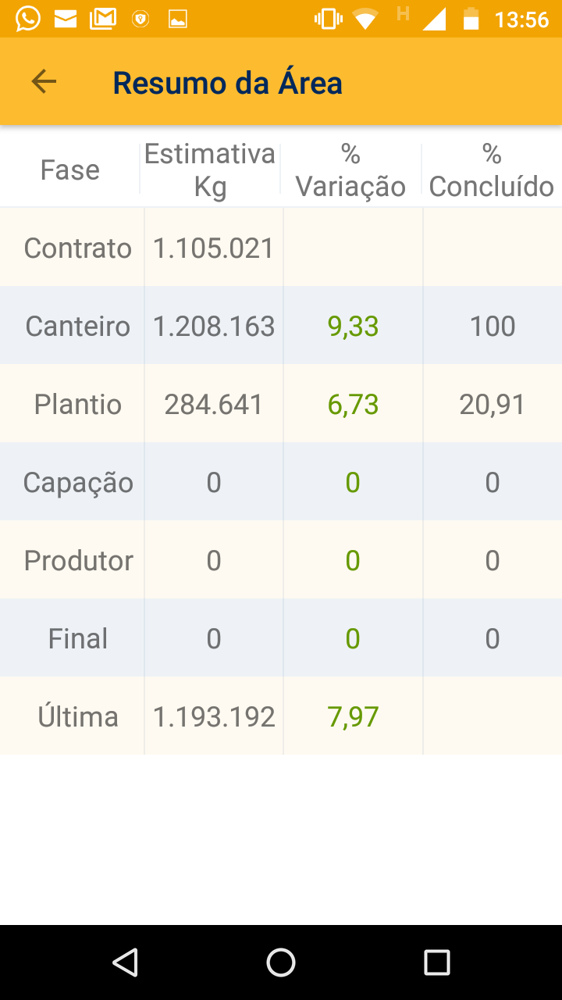 H 13:56
Resumo da Área
Fase Estimativa Kg % Variação % Concluído
Contrato 1.105.021
Canteiro 1.208.163 9,33 100
Plantio 284.641 6,73 20,91
Capação 0 0 0
Produtor 0 0 0
Final 0 0 0
Última 1.193.192 7,97